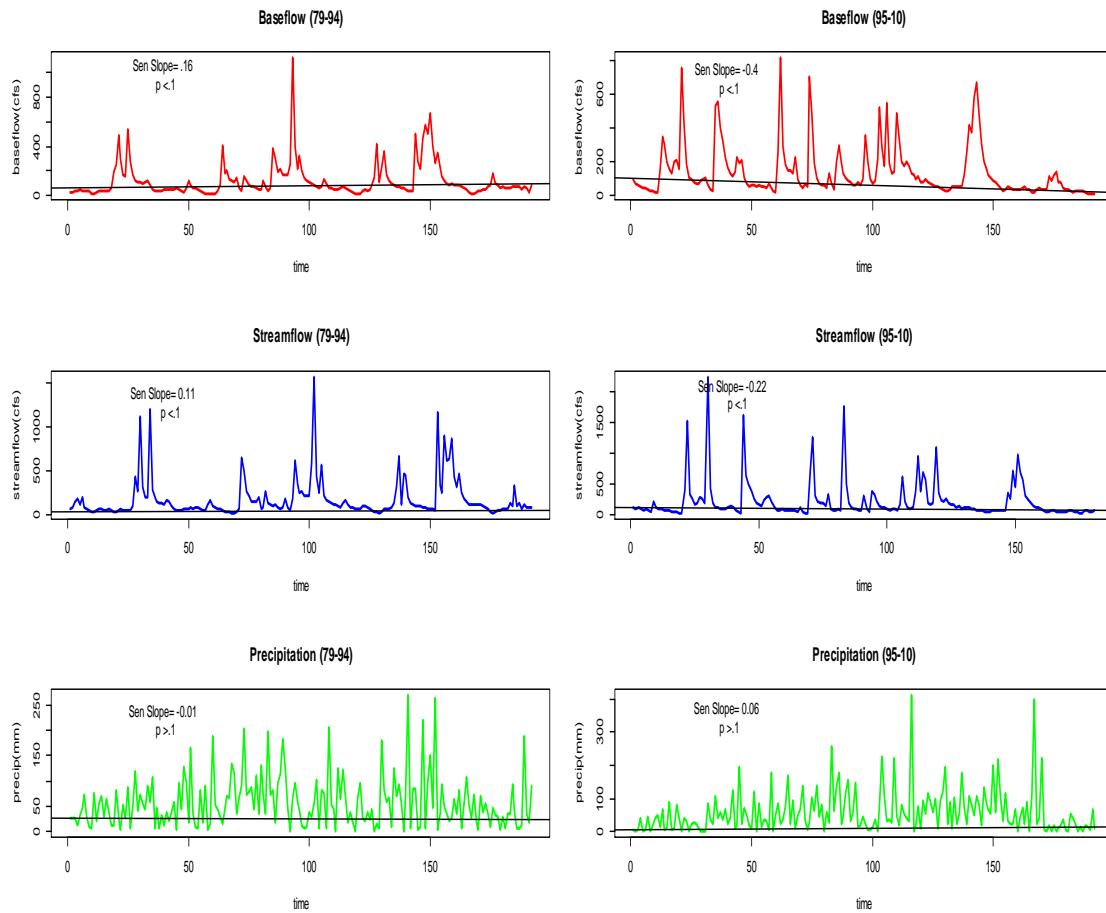 Baseflow (79-94)
Sen Slope= .16
p <.1
baseflow(cfs)
0 400 800
0 50 100 150
time
Baseflow (95-10)
Sen Slope= -0.4
p <.1
baseflow(cfs)
0 200 600
0 50 100 150
time
Streamflow (79-94)
Sen Slope= 0.11
p <.1
streamflow(cfs)
0 500 1000
0 50 100 150
time
Streamflow (95-10)
Sen Slope= -0.22
p <.1
streamflow(cfs)
0 500 1500
0 50 100 150
time
Precipitation (79-94)
Sen Slope= -0.01
p >.1
precip(mm)
0 50 150 250
0 50 100 150
time
Precipitation (95-10)
Sen Slope= 0.06
p >.1
precip(mm)
0 100 300
0 50 100 150
time